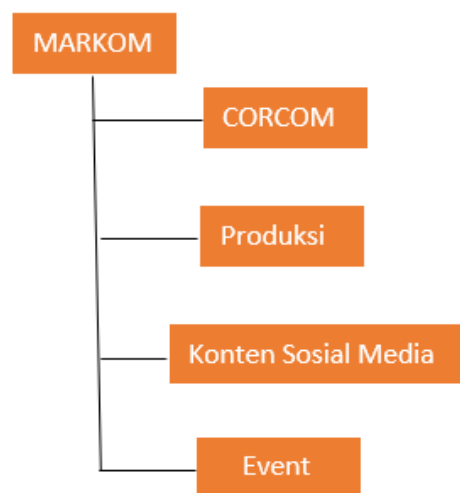 MARKOM
CORCOM
Produksi
Konten Sosial Media
Event